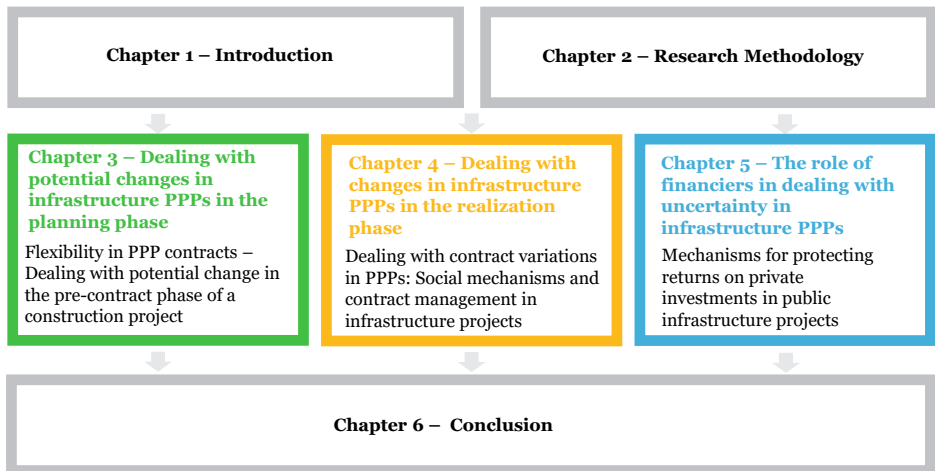 Chapter 1 – Introduction
Chapter 2 – Research Methodology
Chapter 3 – Dealing with
potential changes in
infrastructure PPPs in the
planning phase
Flexibility in PPP contracts –
Dealing with potential change in
the pre-contract phase of a
construction project
Chapter 4 – Dealing with
changes in infrastructure
PPPs in the realization
phase
Dealing with contract variations
in PPPs: Social mechanisms and
contract management in
infrastructure projects
Chapter 5 – The role of
financiers in dealing with
uncertainty in
infrastructure PPPs
Mechanisms for protecting
returns on private
investments in public
infrastructure projects
Chapter 6 – Conclusion